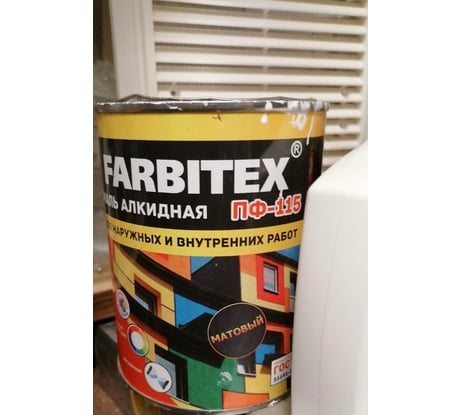 FARBITEX®
АЛКИДНАЯ ПФ-115
НАРУЖНЫХ И ВНУТРЕННИХ РАБОТ
МАТОВЫЙ
ГОСТ